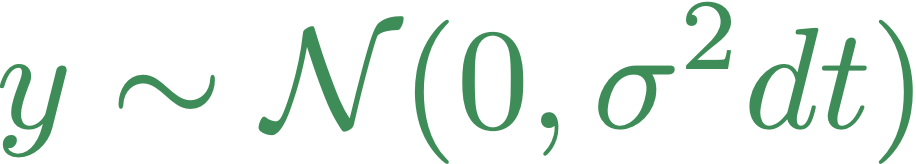 y ∼ 𝒩(0, σ²dt)